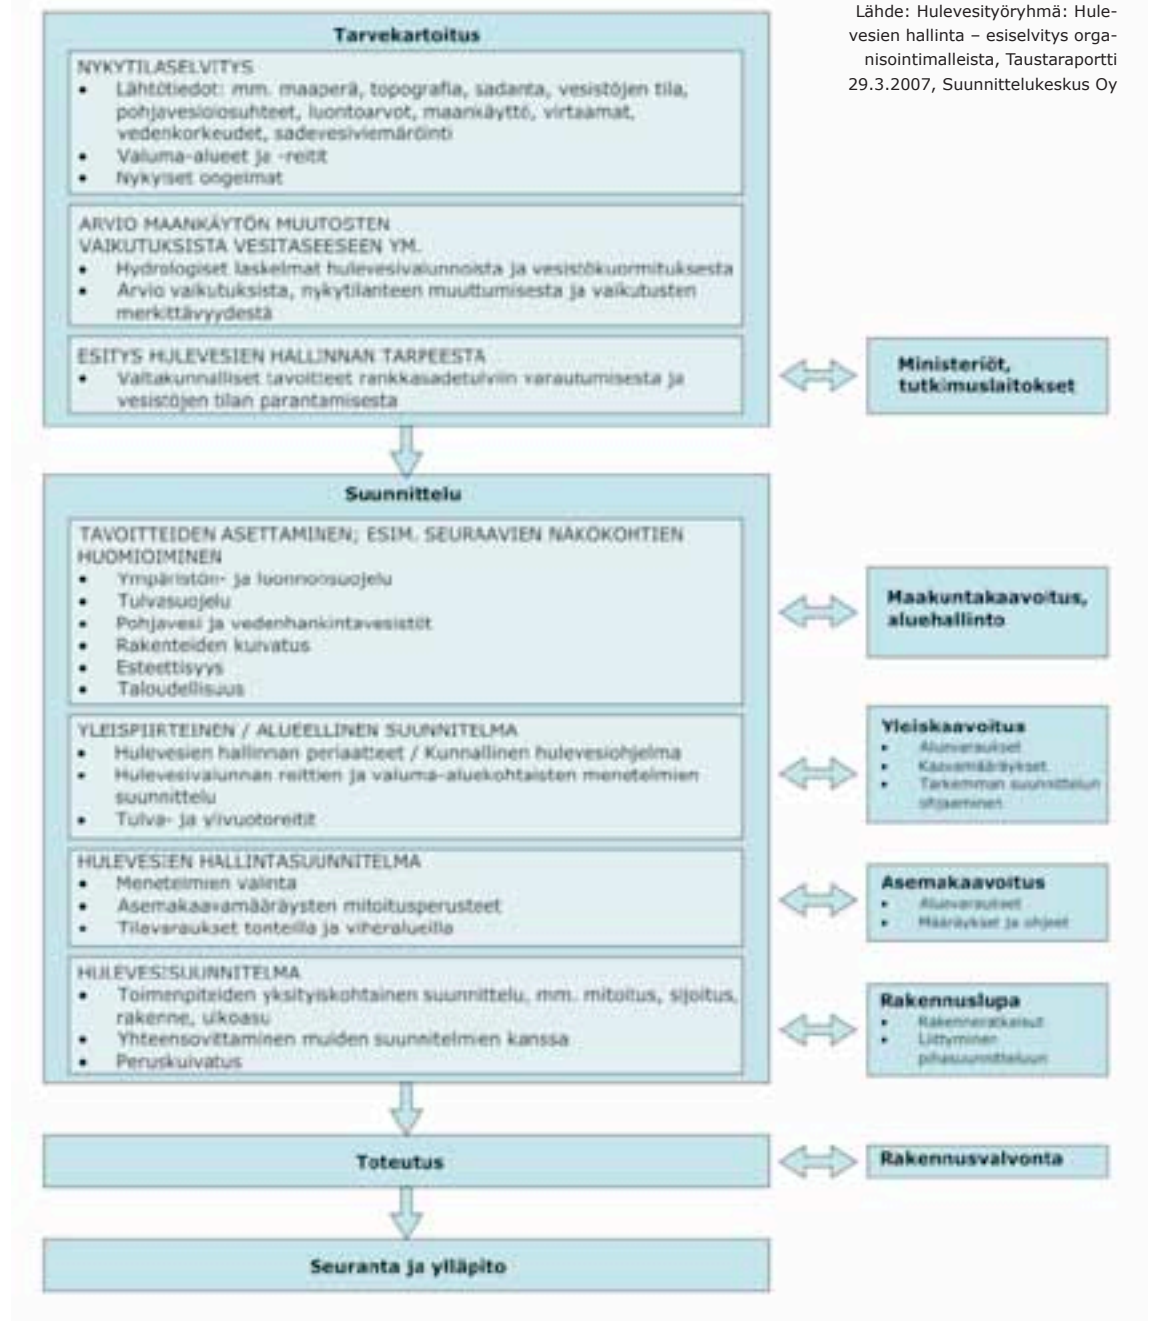 Lähde: Hulevesityöryhmä: Hule-
vesien hallinta – esiselvitys orga-
nisointimalleista, Taustaraportti
29.3.2007, Suunnittelukeskus Oy
Tarvekartoitus
NYKYTILASELVITYS
• Lähtötiedot: mm. maaperä, topografia, sadanta, vesistöjen tila,
pohjavesiolosuhteet, luontoarvot, maankäyttö, virtaamat,
vedenkorkeudet, sadevesiviemäröinti
• Valuma-alueet ja -reitit
• Nykyiset ongelmat
ARVIO MAANKÄYTÖN MUUTOSTEN
VAIKUTUKSISTA VESITASEESEEN YM.
• Hydrologiset laskelmat hulevesivalunnoista ja vesistökuormituksesta
• Arvio vaikutuksista, nykytilanteen muuttumisesta ja vaikutusten
merkittävyydestä
ESITYS HULEVESIEN HALLINNAN TARPEESTA
• Valtakunnalliset tavoitteet rankkasadetulviin varautumisesta ja
vesistöjen tilan parantamisesta
Ministeriöt,
tutkimuslaitokset
Suunnittelu
TAVOITTEIDEN ASETTAMINEN; ESIM. SEURAAVIEN NÄKÖKOHTIEN
HUOMIOIMINEN
• Ympäristön- ja luonnonsuojelu
• Tulvasuojelu
• Pohjavesi ja vedenhankintavesistöt
• Rakenteiden kuivatus
• Esteettisyys
• Taloudellisuus
Maakuntakaavoitus,
aluehallinto
YLEISPIIRTEINEN / ALUEELLINEN SUUNNITELMA
• Hulevesien hallinnan periaatteet / Kunnallinen hulevesiohjelma
• Hulevesivalunnan reittien ja valuma-aluekohtaisten menetelmien
suunnittelu
• Tulva- ja ylivuotoreitit
Yleiskaavoitus
• Aluevaraukset
• Kaavamääräykset
• Tarkemman suunnittelun
ohjaaminen
HULEVESIEN HALLINTASUUNNITELMA
• Menetelmien valinta
• Asemakaavamääräysten mitoitusperusteet
• Tilavaraukset tonteilla ja viheralueilla
Asemakaavoitus
• Aluevaraukset
• Määräykset ja ohjeet
HULEVESISUUNNITELMA
• Toimenpiteiden yksityiskohtainen suunnittelu, mm. mitoitus, sijoitus,
rakenne, ulkoasu
• Yhteensovittaminen muiden suunnitelmien kanssa
• Peruskuivatus
Rakennuslupa
• Rakenneratkaisut
• Liittyminen
pihasuunnitteluun
Toteutus
Rakennusvalvonta
Seuranta ja ylläpito